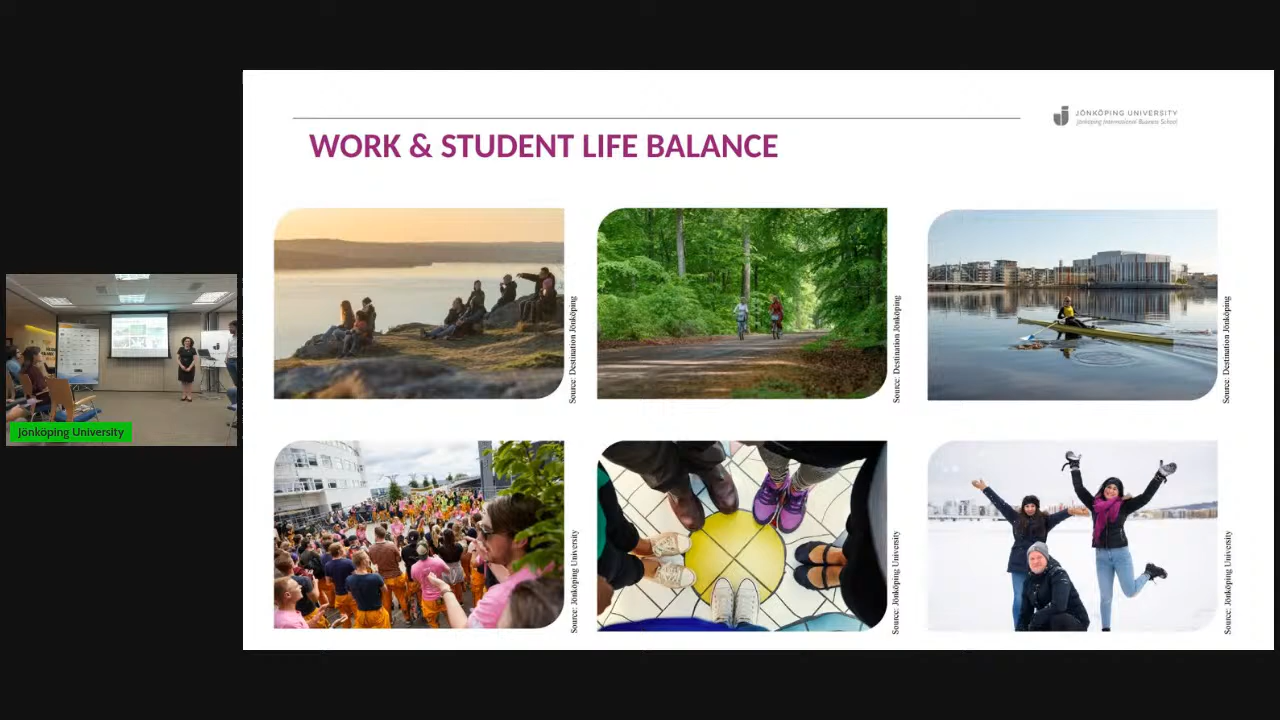 JÖNKÖPING UNIVERSITY
Jönköping International Business School
WORK & STUDENT LIFE BALANCE
Source: Destination Jönköping
Source: Destination Jönköping
Source: Destination Jönköping
Jönköping University
Source: Jönköping University
Source: Jönköping University
Source: Jönköping University